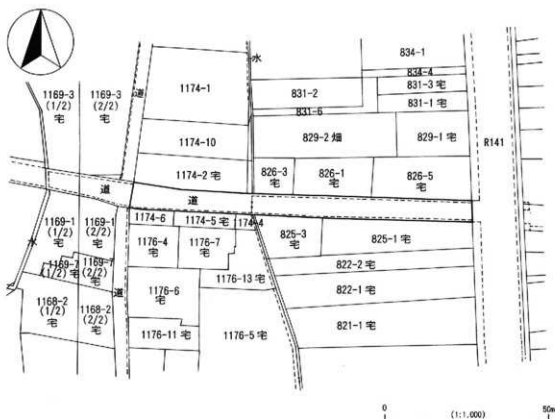 834-1
834-4
831-3 宅
831-1 宅
831-2
831-6
829-2 畑
829-1 宅
R141
水
1169-3
(1/2)
宅
1169-3
(2/2)
宅
道
1174-1
1174-10
1174-2 宅
826-3
宅
826-1
宅
826-5
宅
道
道
1174-6
1174-5 宅
1174-4
825-3
宅
825-1 宅
1169-1
(1/2)
宅
1169-1
(2/2)
宅
1176-4
宅
1176-7
宅
822-2 宅
水
1169-7
(1/2)宅
1169-7
(2/2)
宅
1176-13 宅
822-1 宅
1168-2
(1/2)
宅
1168-2
(2/2)
宅
道
1176-6
宅
821-1 宅
1176-11 宅
1176-5 宅
0
(1:1,000)
50m